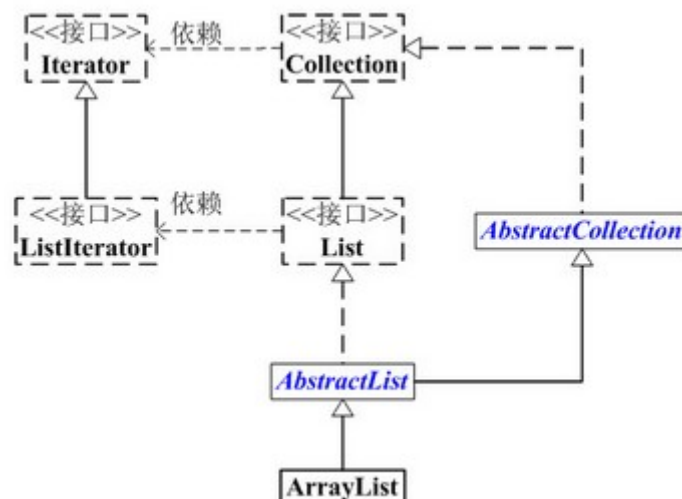 <<接口>>
Iterator
依赖
<<接口>>
Collection
<<接口>>
ListIterator
依赖
<<接口>>
List
AbstractCollection
AbstractList
ArrayList